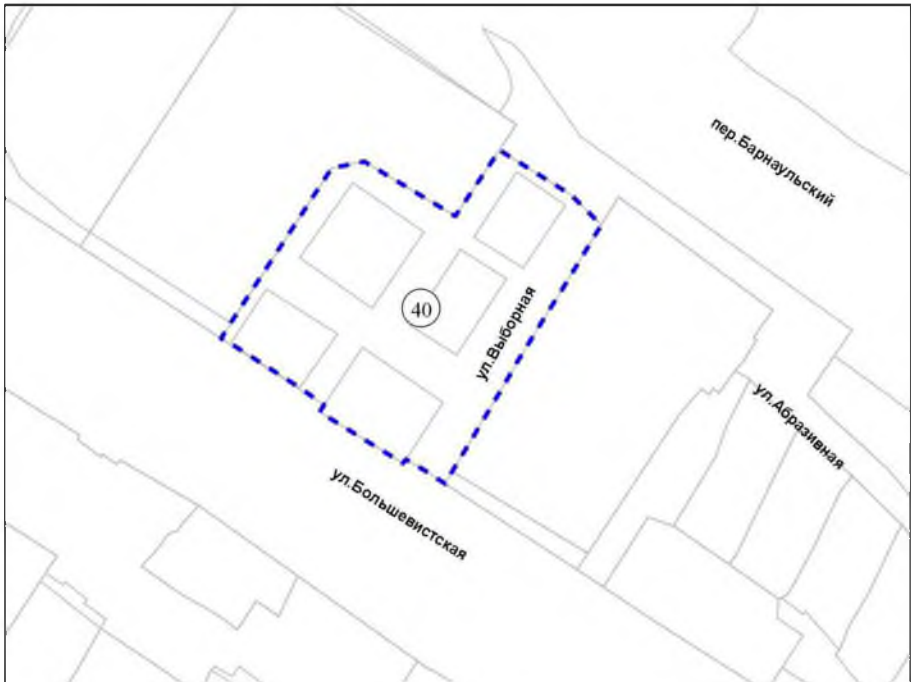 пер.Барнаульский
40
ул.Выборная
ул.Абразивная
ул.Большевистская